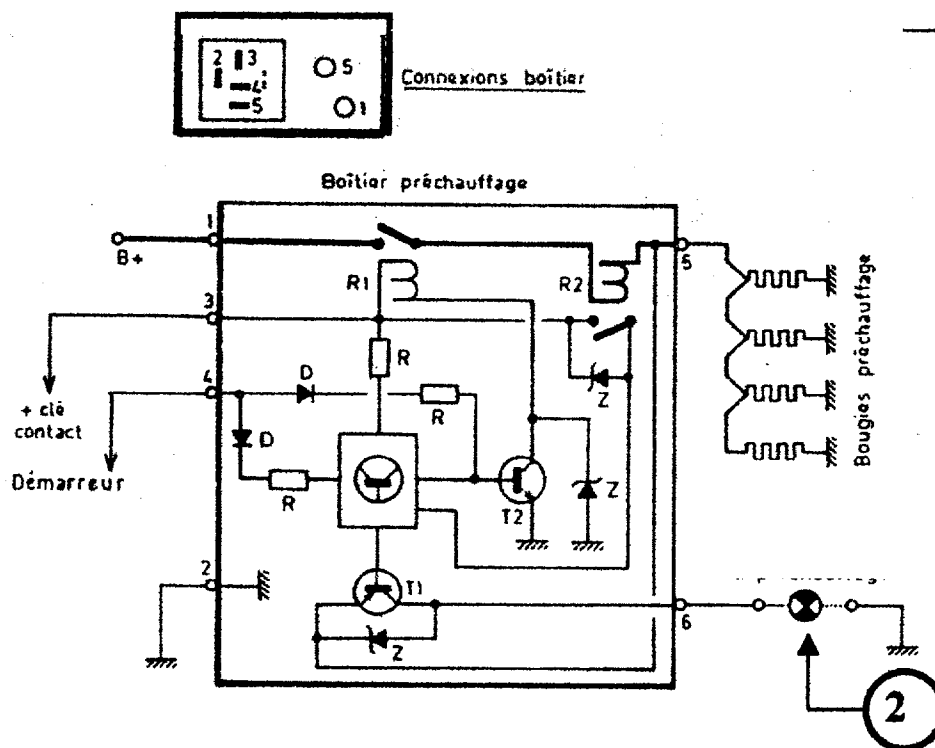 2 3
4
5
5
1
Connexions boîtier
Boîtier préchauffage
1
B+
R1
R2
5
3
R
4
D
R
Z
+ clé
contact
D
Démarreur
R
T2
Z
2
T1
Z
6
Bougies préchauffage
2